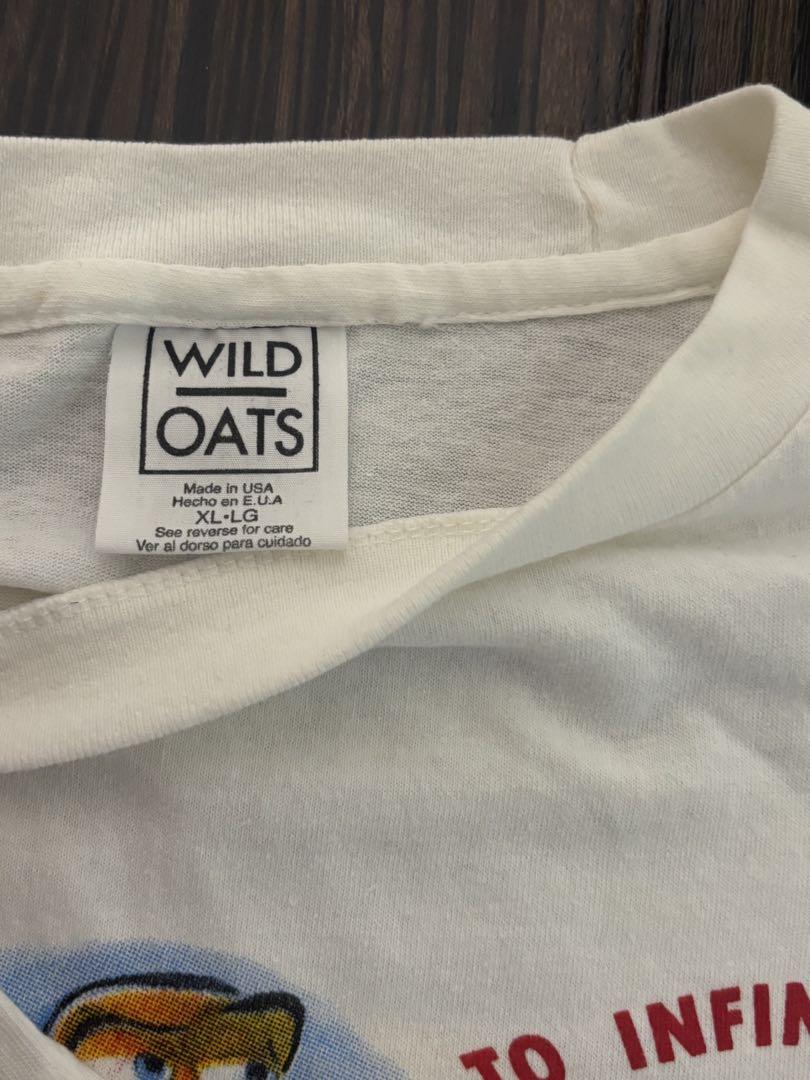 WILD
OATS
Made in USA
Hecho en E.U.A
XL•LG
See reverse for care
Ver al dorso para cuidado
TO